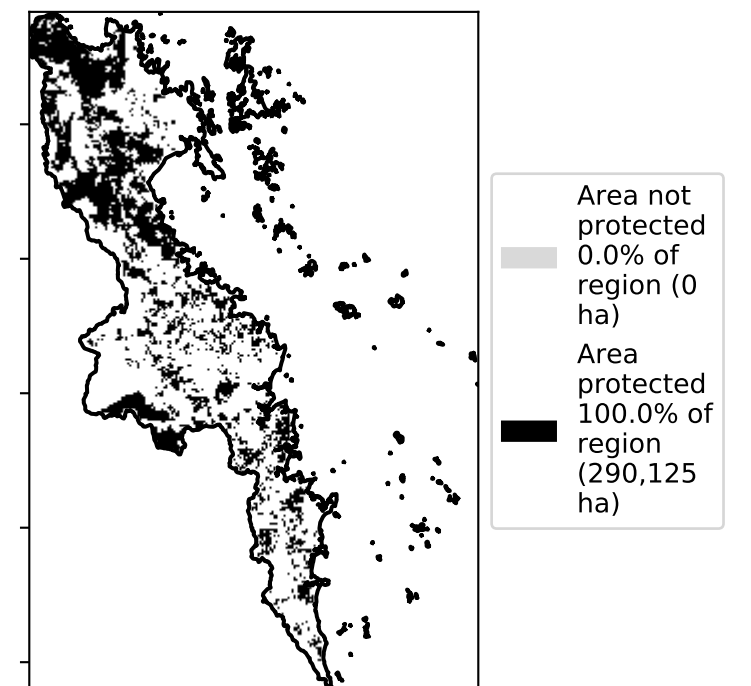 Area not
protected
0.0% of
region (0
ha)
Area
protected
100.0% of
region
(290,125
ha)